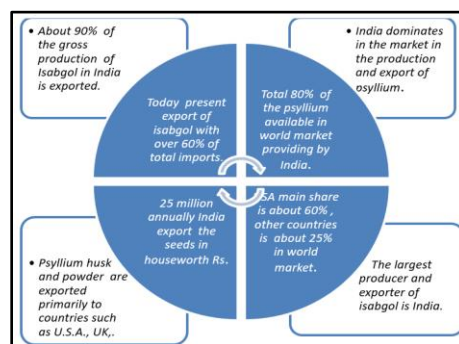 • About 90% of
the gross
production of
Isabgol in India
is exported.
• India dominates
in the market in
the production
and export of
psyllium.
Today present
export of
isabgol with
over 60% of
total imports.
Total 80% of
the psyllium
available in
world market
providing by
India.
25 million
annually India
export the
seeds in
houseworth Rs.
SA main share
is about 60% ,
other countries
is about 25%
in world
market.
• Psyllium husk
and powder are
exported
primarily to
countries such
as U.S.A., UK,.
The largest
producer and
exporter of
isabgol is India.